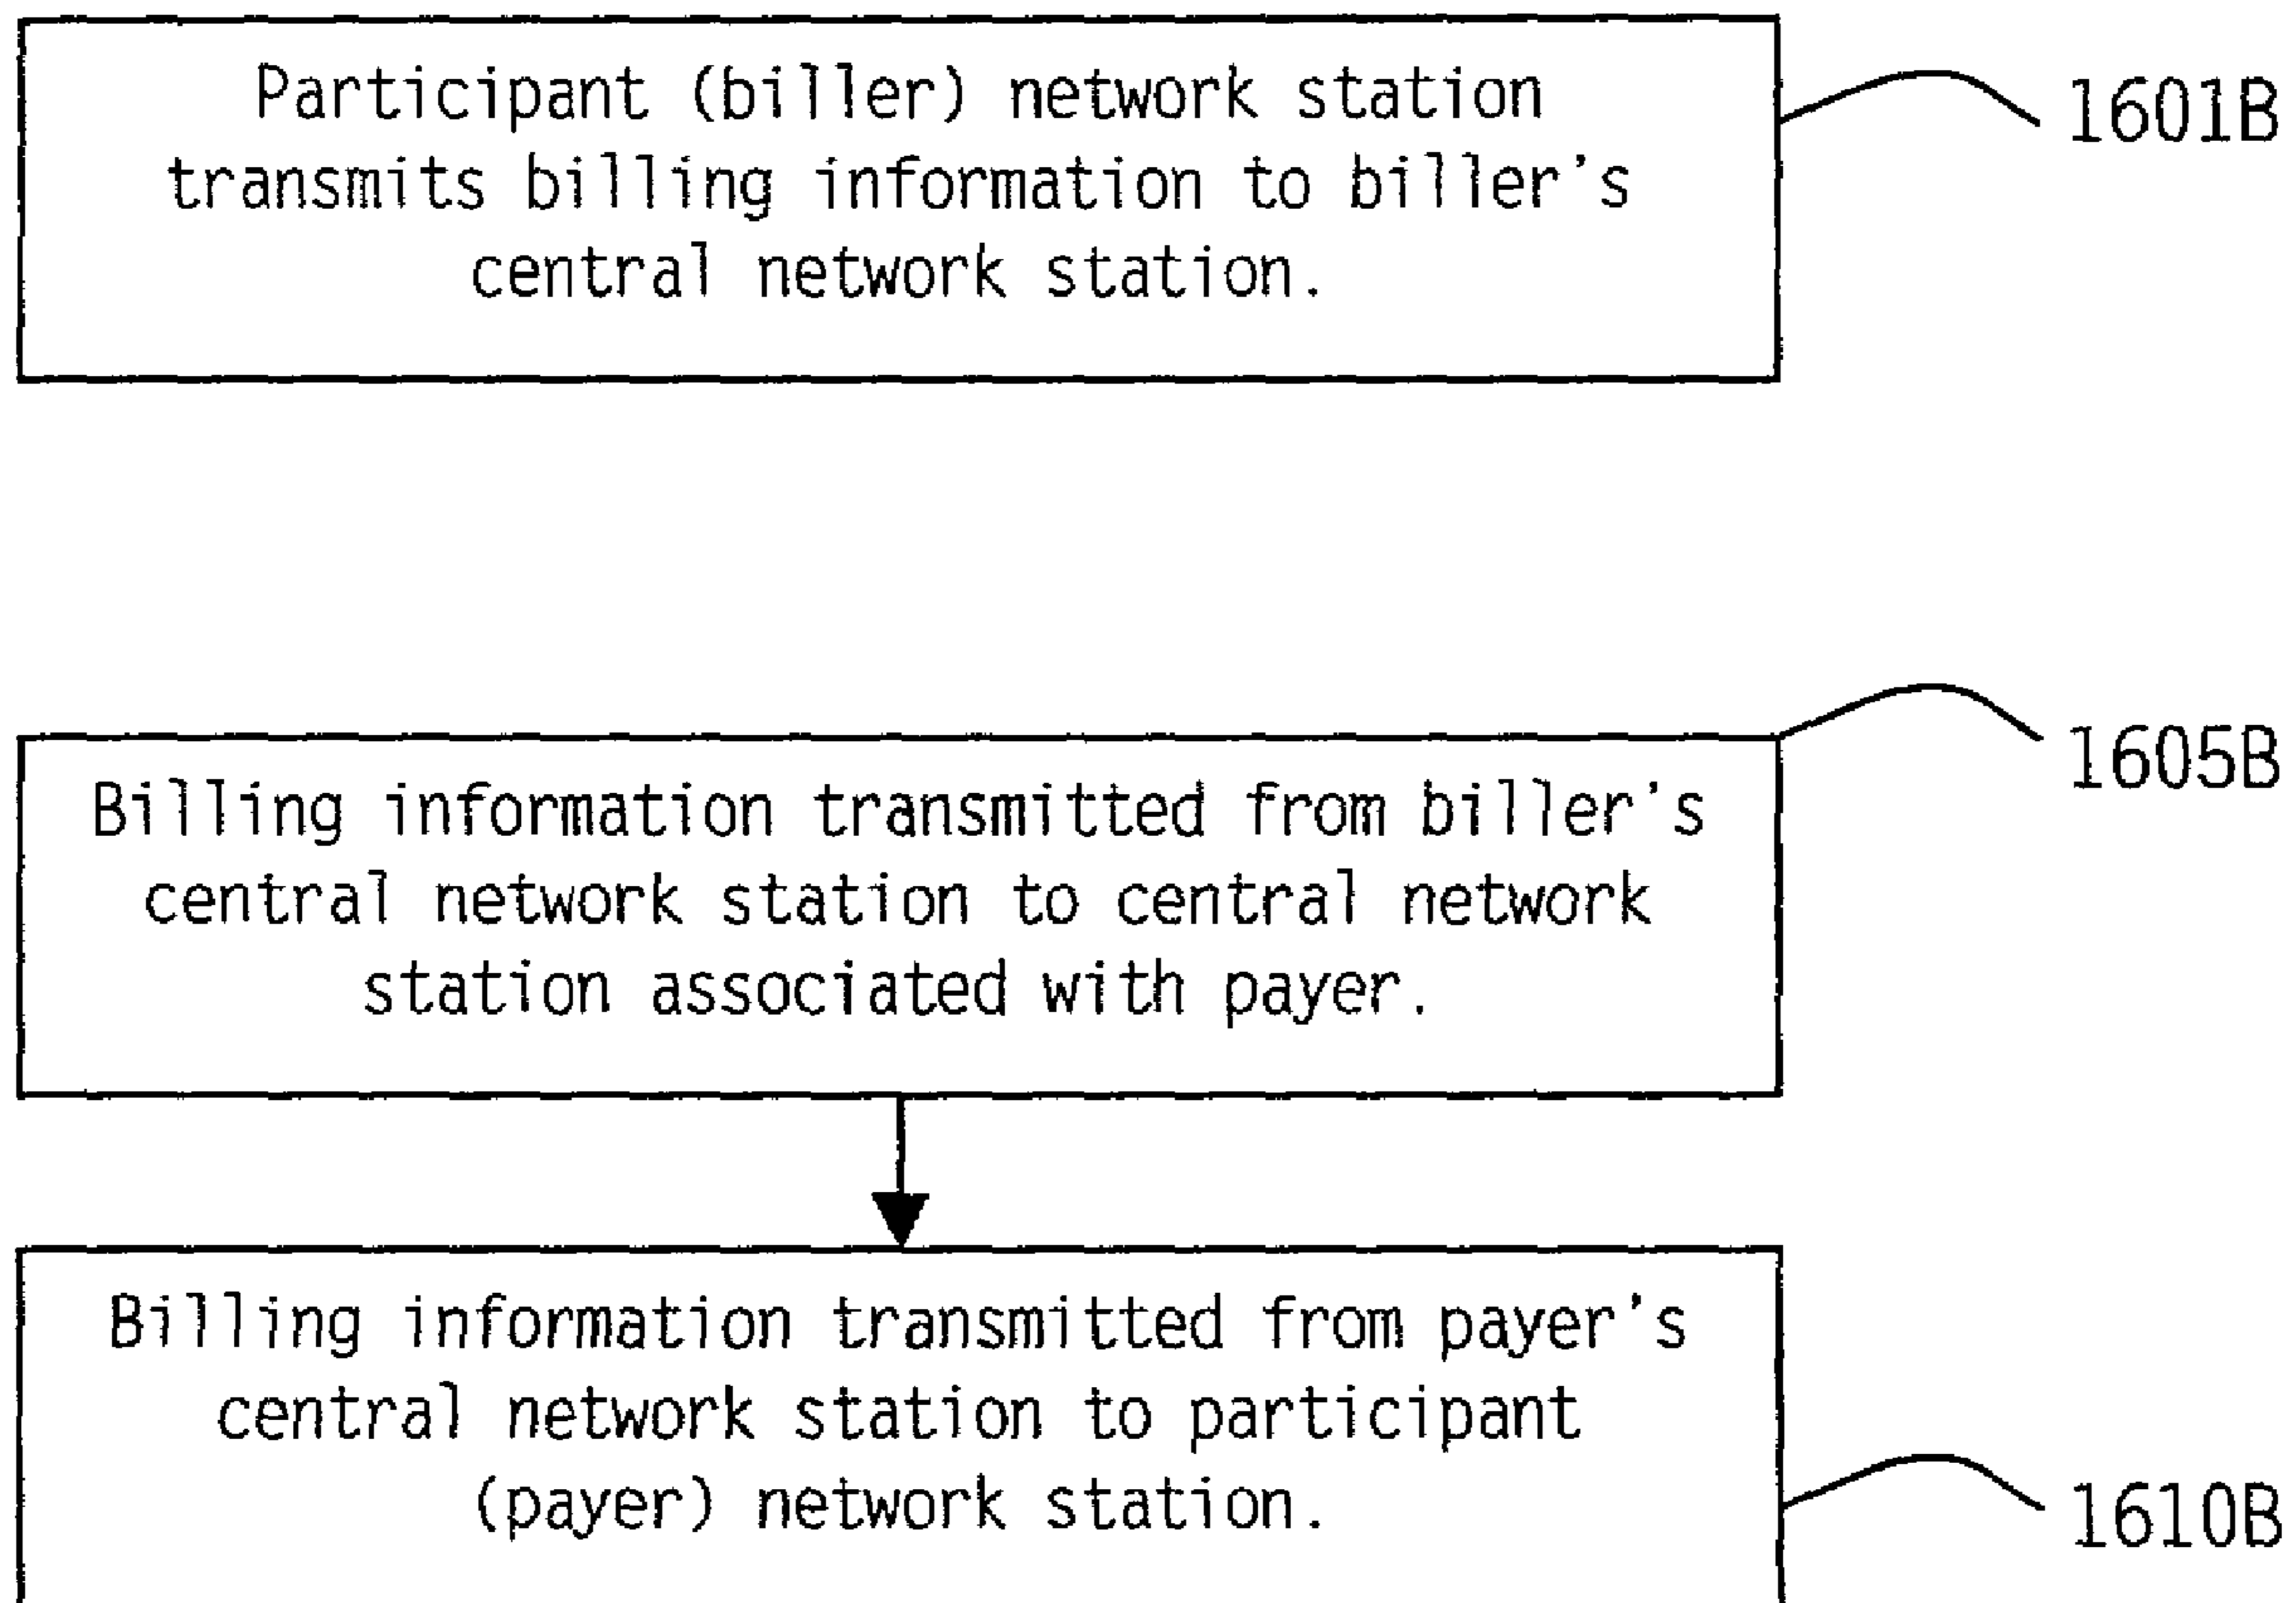 Participant (biller) network station
transmits billing information to biller's
central network station.
1601B
1605B
Billing information transmitted from biller's
central network station to central network
station associated with payer.
Billing information transmitted from payer's
central network station to participant
(payer) network station.
1610B